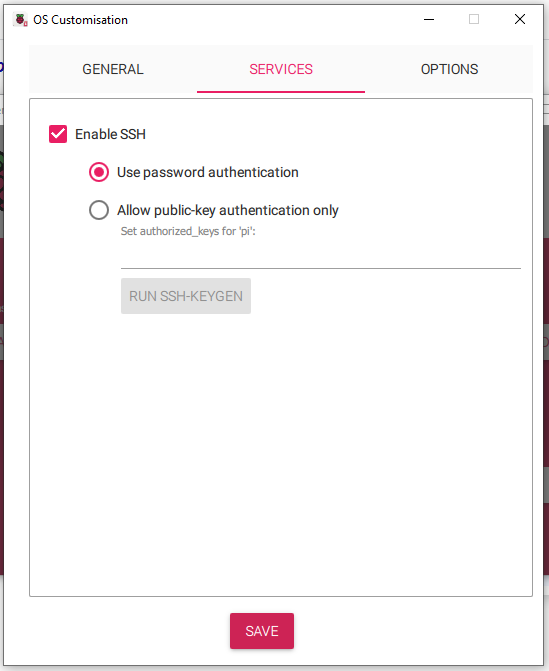 OS Customisation
GENERAL SERVICES OPTIONS
Enable SSH
Use password authentication
Allow public-key authentication only
Set authorized_keys for 'pi':
RUN SSH-KEYGEN
SAVE